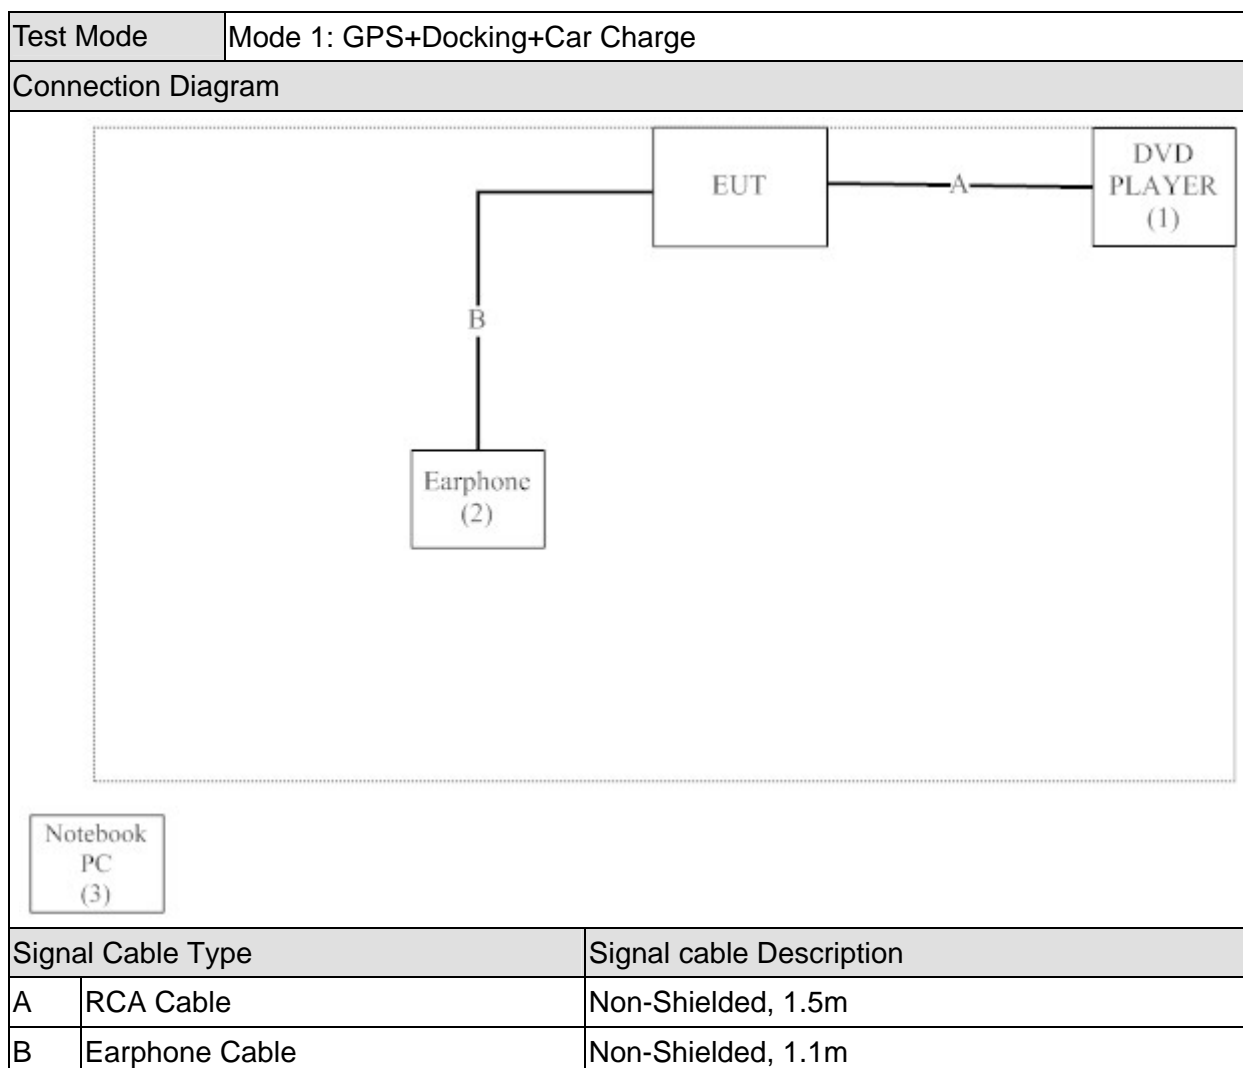 Test Mode Mode 1: GPS+Docking+Car Charge
Connection Diagram
EUT
A
DVD
PLAYER
(1)
B
Earphone
(2)
Notebook
PC
(3)
Signal Cable Type Signal cable Description
A RCA Cable Non-Shielded, 1.5m
B Earphone Cable Non-Shielded, 1.1m